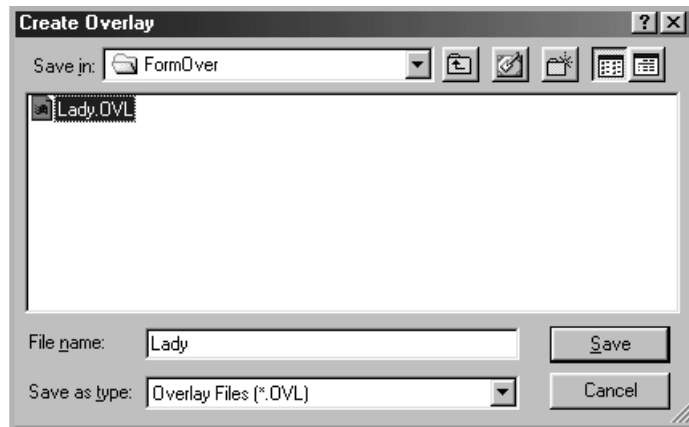 Create Overlay
Save in: FormOver
Lady.OVL
File name: Lady Save
Save as type: Overlay Files (*.OVL) Cancel